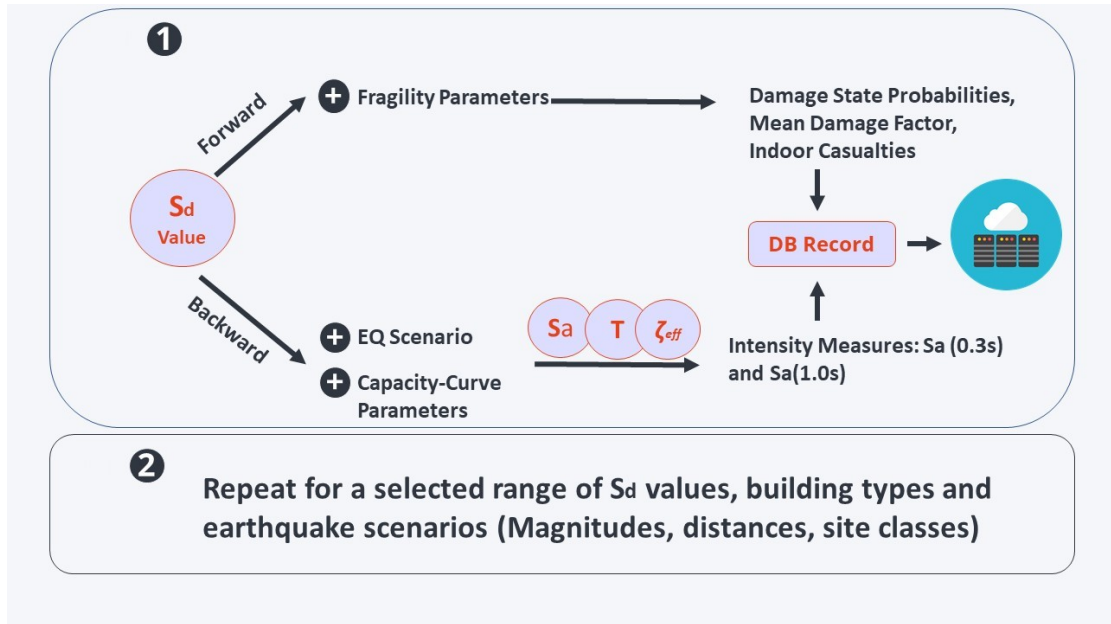 1
Forward
Fragility Parameters
Damage State Probabilities,
Mean Damage Factor,
Indoor Casualties
Sd
Value
DB Record
Backward
EQ Scenario
Capacity-Curve
Parameters
Sa
T
ζeff
Intensity Measures: Sa (0.3s)
and Sa(1.0s)
2
Repeat for a selected range of Sd values, building types and
earthquake scenarios (Magnitudes, distances, site classes)